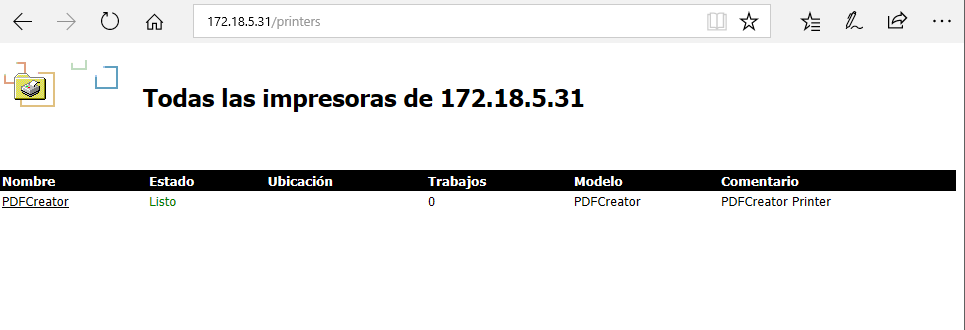 172.18.5.31/printers
Todas las impresoras de 172.18.5.31
Nombre Estado Ubicación Trabajos Modelo Comentario
PDFCreator Listo 0 PDFCreator PDFCreator Printer